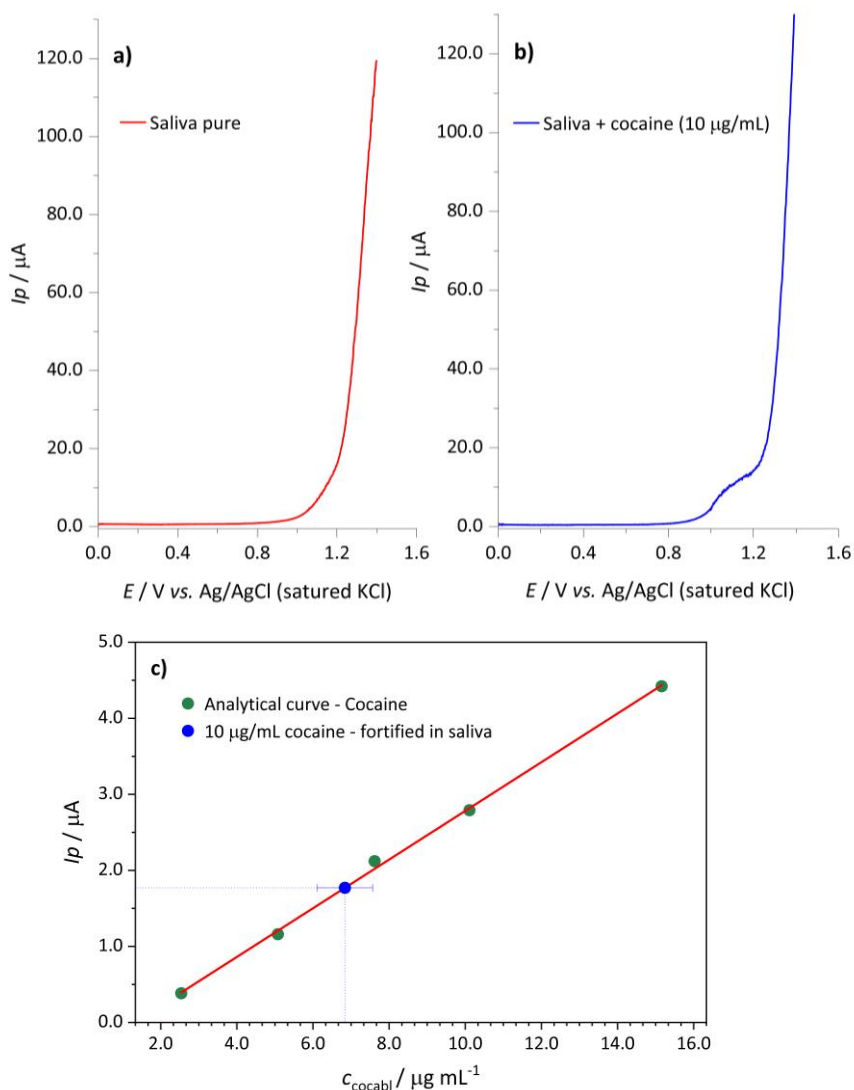 a)
Saliva pure
120.0
100.0
80.0
60.0
40.0
20.0
0.0
Ip / μA
0.0 0.4 0.8 1.2 1.6
E / V vs. Ag/AgCl (satured KCl)
b)
Saliva + cocaine (10 μg/mL)
120.0
100.0
80.0
60.0
40.0
20.0
0.0
Ip / μA
0.0 0.4 0.8 1.2 1.6
E / V vs. Ag/AgCl (satured KCl)
c)
Analytical curve - Cocaine
10 μg/mL cocaine - fortified in saliva
5.0
4.0
3.0
2.0
1.0
0.0
Ip / μA
2.0 4.0 6.0 8.0 10.0 12.0 14.0 16.0
c cocabl / μg mL⁻¹